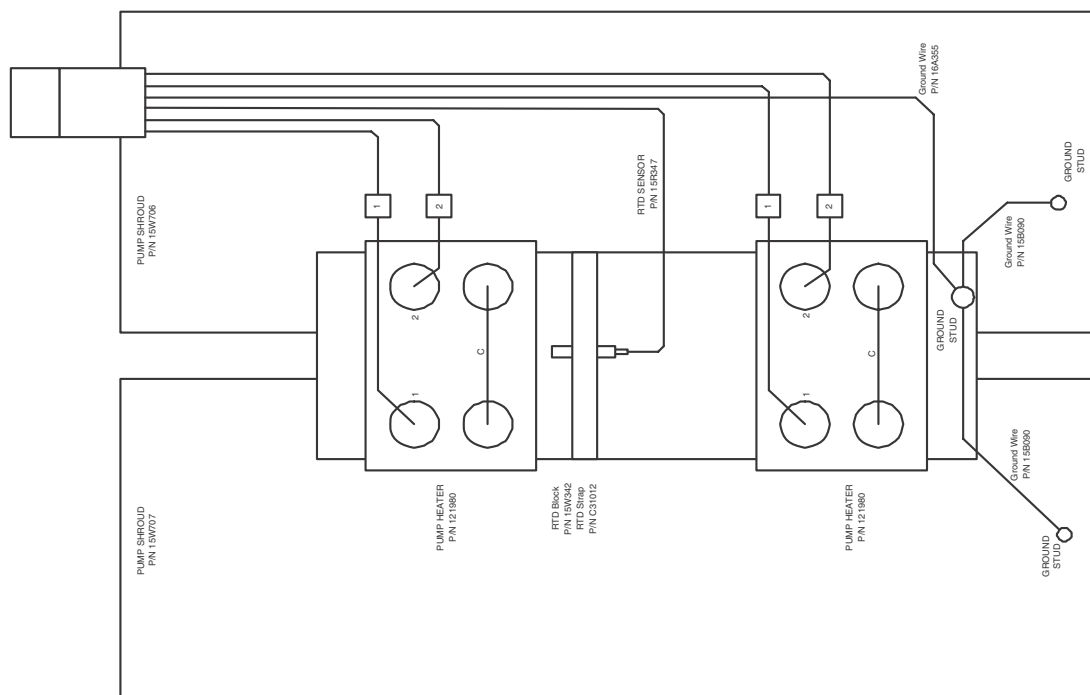 PUMP SHROUD
P/N 15W706
PUMP SHROUD
P/N 15W707
1
2
2
1
C
PUMP HEATER
P/N 121980
RTD SENSOR
P/N 15R347
RTD Block
P/N 15W342
RTD Strap
P/N C31012
1
2
2
1
C
PUMP HEATER
P/N 121980
Ground Wire
P/N 16A355
GROUND
STUD
Ground Wire
P/N 15B090
GROUND
STUD
Ground Wire
P/N 15B090
GROUND
STUD